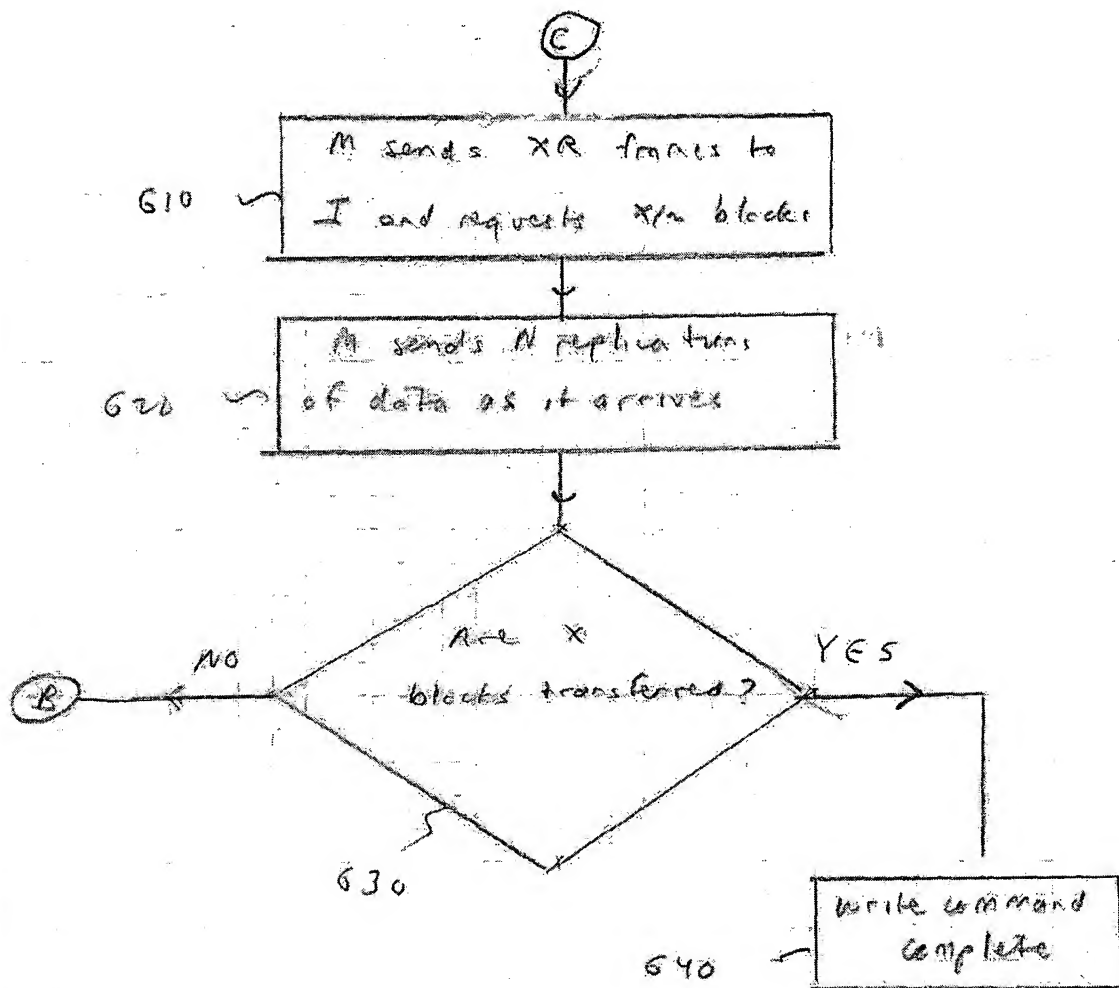 C
M sends XR frames to
610
I and requests X/m blocks
M sends N replications
620
of data as it arrives
Are X
NO
YES
B
blocks transferred?
630
write command
complete
640